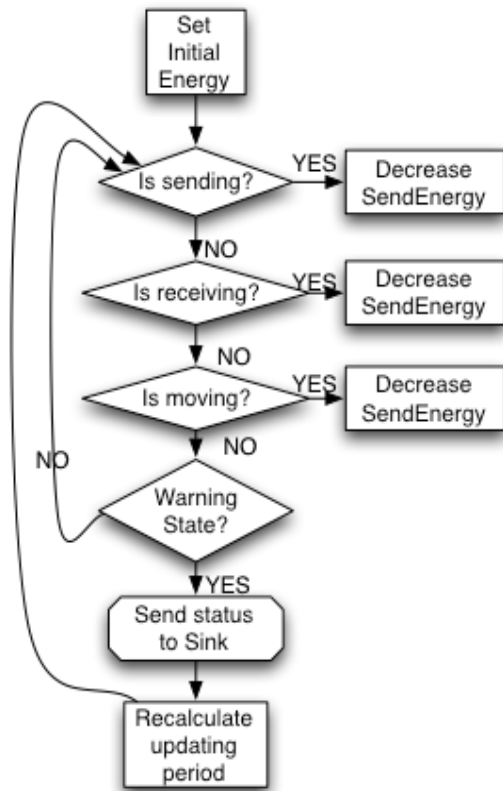 Set
Initial
Energy
Is sending?
YES
Decrease
SendEnergy
NO
Is receiving?
YES
Decrease
SendEnergy
NO
Is moving?
YES
Decrease
SendEnergy
NO
NO
Warning
State?
YES
Send status
to Sink
Recalculate
updating
period